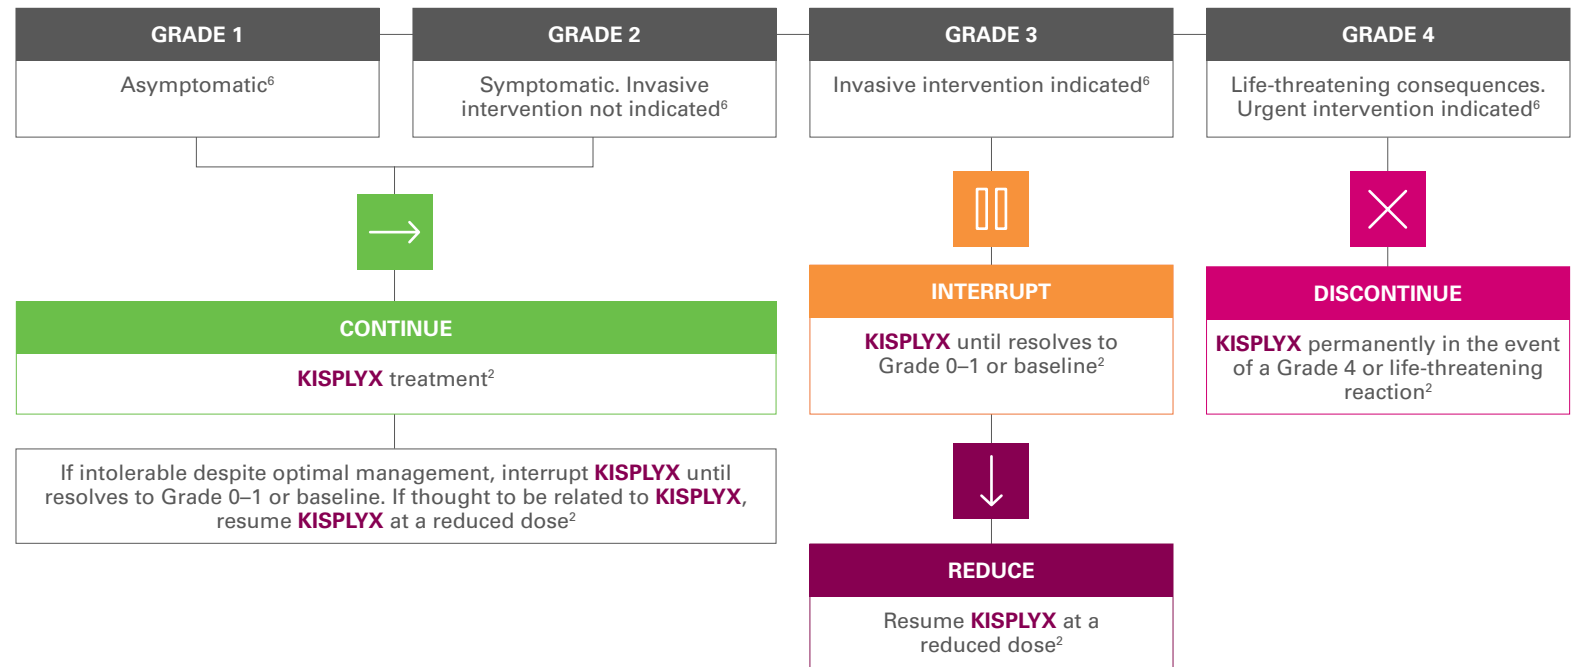 GRADE 1
Asymptomatic⁶
GRADE 2
Symptomatic. Invasive
intervention not indicated⁶
GRADE 3
Invasive intervention indicated⁶
GRADE 4
Life-threatening consequences.
Urgent intervention indicated⁶
CONTINUE
KISPLYX treatment²
If intolerable despite optimal management, interrupt KISPLYX until
resolves to Grade 0–1 or baseline. If thought to be related to KISPLYX,
resume KISPLYX at a reduced dose²
INTERRUPT
KISPLYX until resolves to
Grade 0–1 or baseline²
REDUCE
Resume KISPLYX at a
reduced dose²
DISCONTINUE
KISPLYX permanently in the event
of a Grade 4 or life-threatening
reaction²